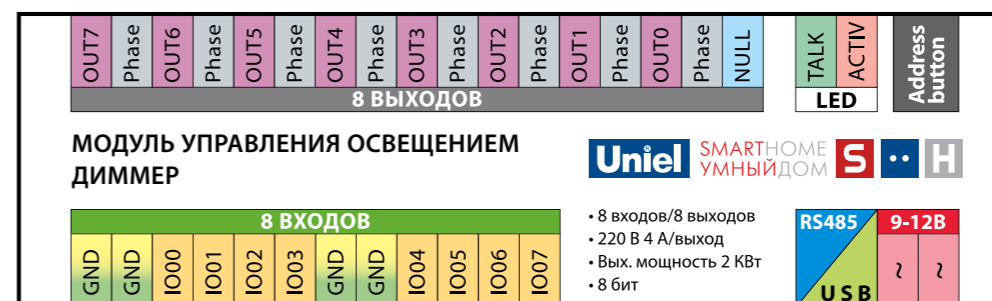 OUT7 Phase OUT6 Phase OUT5 Phase OUT4 Phase OUT3 Phase OUT2 Phase OUT1 Phase OUT0 Phase NULL
TALK ACTIV
Address
button
8 ВЫХОДОВ
LED
МОДУЛЬ УПРАВЛЕНИЯ ОСВЕЩЕНИЕМ
ДИММЕР
Uniel
SMARTHOME
УМНЫЙДОМ
S •• H
8 ВХОДОВ
GND GND IO00 IO01 IO02 IO03 GND GND IO04 IO05 IO06 IO07
• 8 входов/8 выходов
• 220 В 4 А/выход
• Вых. мощность 2 КВт
• 8 бит
RS485 9-12В
USB ~ ~